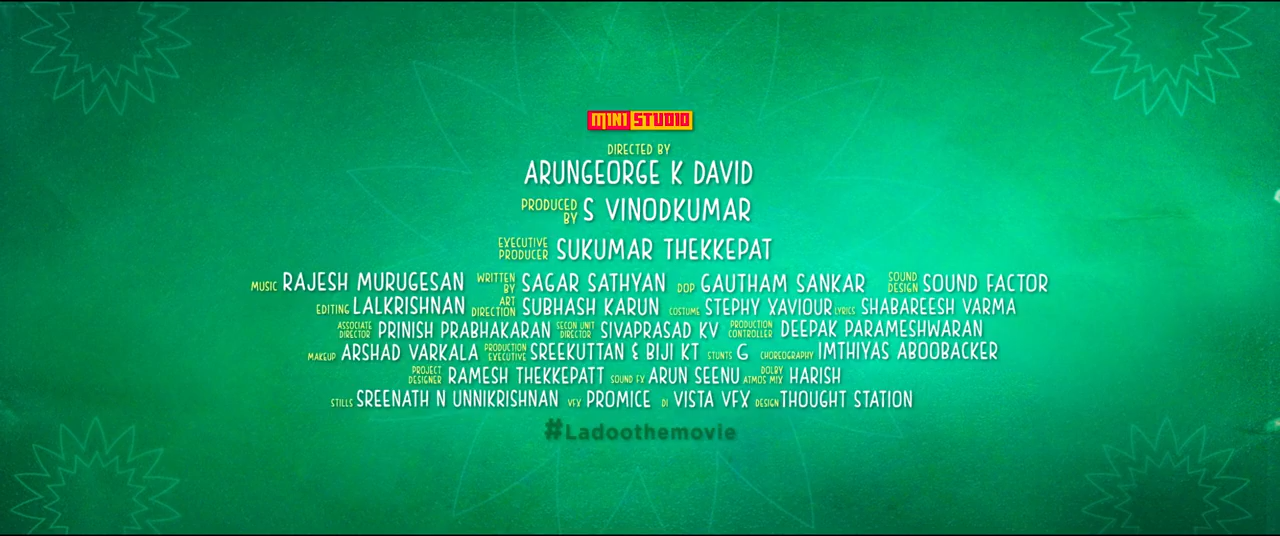 MINI STUDIO
DIRECTED BY
ARUNGEORGE K DAVID
PRODUCED BY S VINODKUMAR
EXECUTIVE PRODUCER SUKUMAR THEKKEPAT
MUSIC RAJESH MURUGESAN WRITTEN BY SAGAR SATHYAN DOP GAUTHAM SANKAR SOUND DESIGN SOUND FACTOR
EDITING LALKRISHNAN ART DIRECTION SUBHASH KARUN COSTUME STEPHY XAVIOUR LYRICS SHABAREESH VARMA
ASSOCIATE DIRECTOR PRINISH PRABHAKARAN SECON UNIT DIRECTOR SIVAPRASAD KV PRODUCTION CONTROLLER DEEPAK PARAMESHWARAN
MAKEUP ARSHAD VARKALA PRODUCTION EXECUTIVE SREEKUTTAN & BIJI KT STUNTS G CHOREOGRAPHY IMTHIYAS ABOOBACKER
PROJECT DESIGNER RAMESH THEKKEPATT SOUND FX ARUN SEENU DOLBY ATMOS MIX HARISH
STILLS SREENATH N UNNIKRISHNAN VFX PROMICE DI VISTA VFX DESIGN THOUGHT STATION
#Ladoothemovie